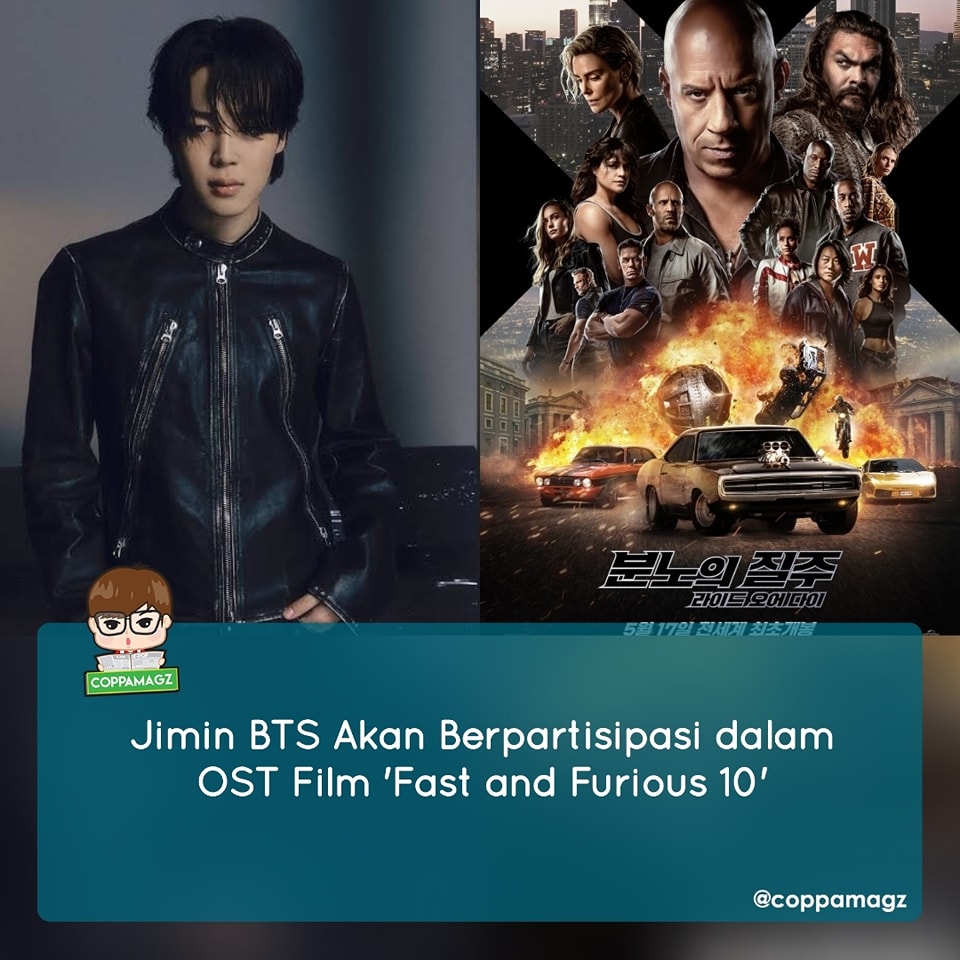 W
분노의 질주
라이드 오어 다이
5월 17일 전세계 최초개봉
COPPAMAGZ
Jimin BTS Akan Berpartisipasi dalam
OST Film 'Fast and Furious 10'
@coppamagz